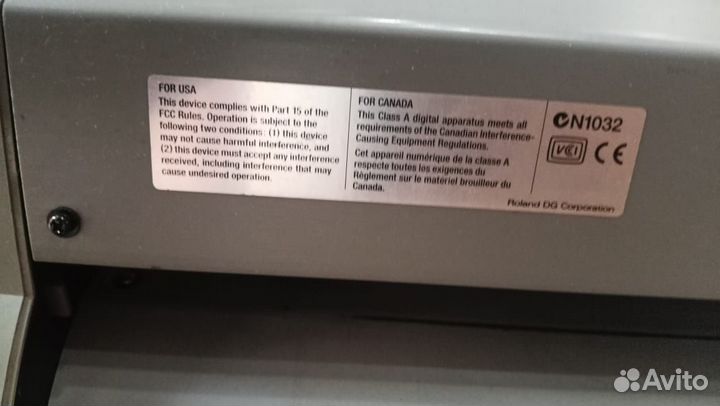 FOR USA
This device complies with Part 15 of the
FCC Rules. Operation is subject to the
following two conditions: (1) this device
may not cause harmful interference, and
(2) this device must accept any interference
received, including interference that may
cause undesired operation.
FOR CANADA
This Class A digital apparatus meets all
requirements of the Canadian Interference-
Causing Equipment Regulations.
Cet appareil numérique de la classe A
respecte toutes les exigences du
Règlement sur le matériel brouilleur du
Canada.
N1032
VCI CE
Roland DG Corporation
Avito